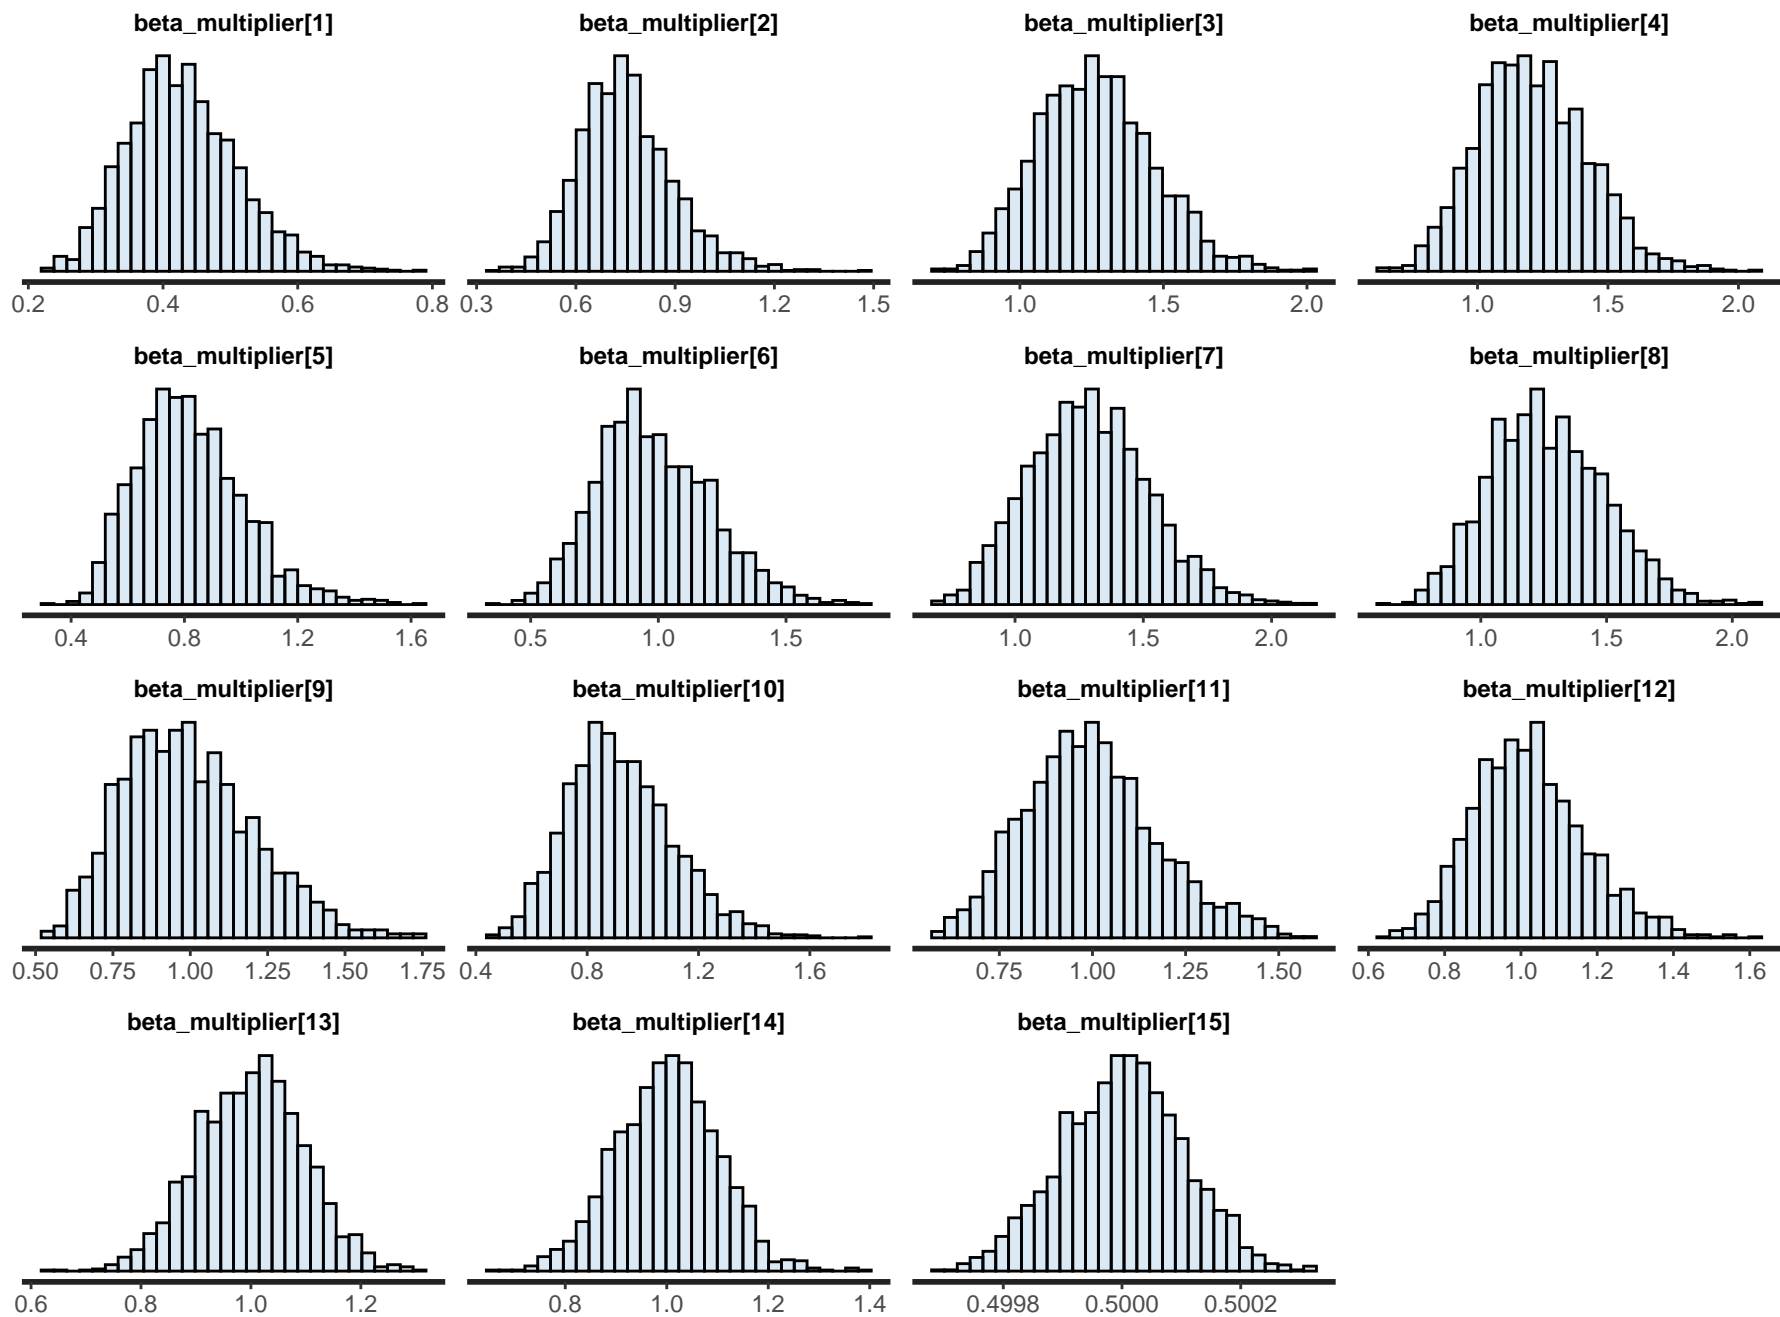 beta_multiplier[1] beta_multiplier[2] beta_multiplier[3] beta_multiplier[4]
0.2 0.4 0.6 0.8 0.3 0.6 0.9 1.2 1.5 1.0 1.5 2.0 1.0 1.5 2.0
beta_multiplier[5] beta_multiplier[6] beta_multiplier[7] beta_multiplier[8]
0.4 0.8 1.2 1.6 0.5 1.0 1.5 1.0 1.5 2.0 1.0 1.5 2.0
beta_multiplier[9] beta_multiplier[10] beta_multiplier[11] beta_multiplier[12]
0.50 0.75 1.00 1.25 1.50 1.75 0.4 0.8 1.2 1.6 0.75 1.00 1.25 1.50 0.6 0.8 1.0 1.2 1.4 1.6
beta_multiplier[13] beta_multiplier[14] beta_multiplier[15]
0.6 0.8 1.0 1.2 0.8 1.0 1.2 1.4 0.4998 0.5000 0.5002